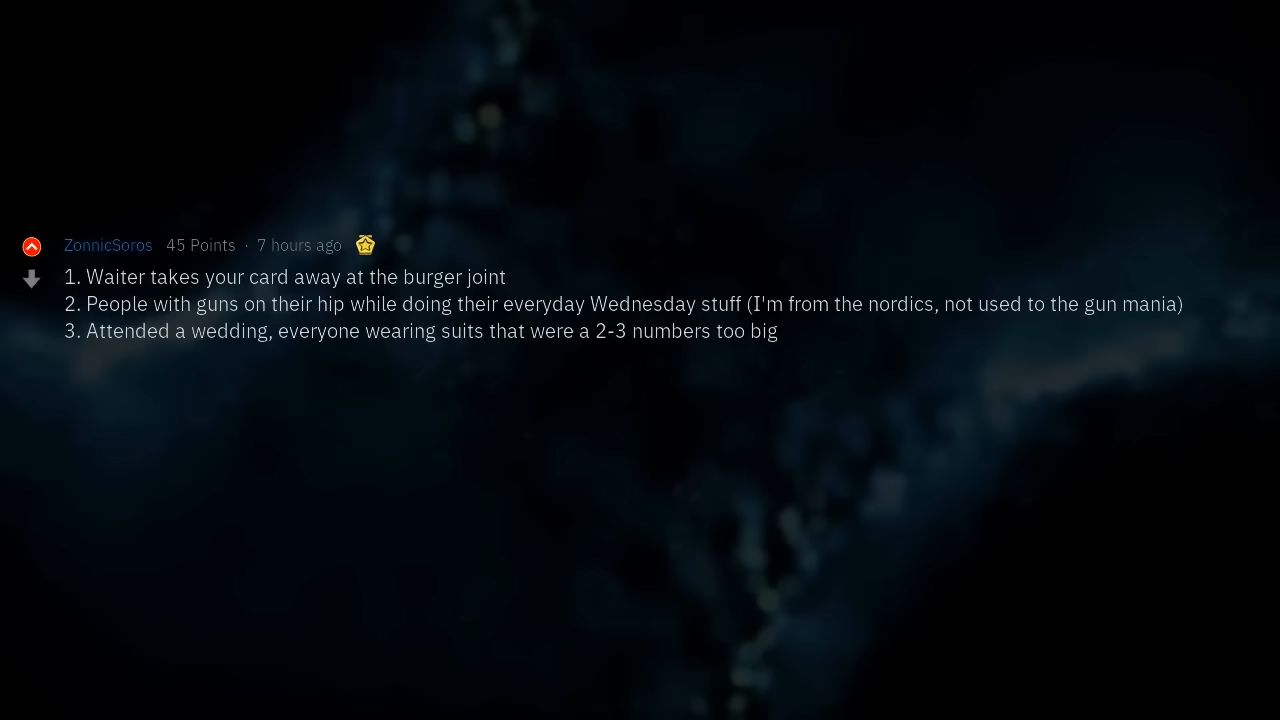 ZonnicSoros 45 Points · 7 hours ago
1. Waiter takes your card away at the burger joint
2. People with guns on their hip while doing their everyday Wednesday stuff (I'm from the nordics, not used to the gun mania)
3. Attended a wedding, everyone wearing suits that were a 2-3 numbers too big